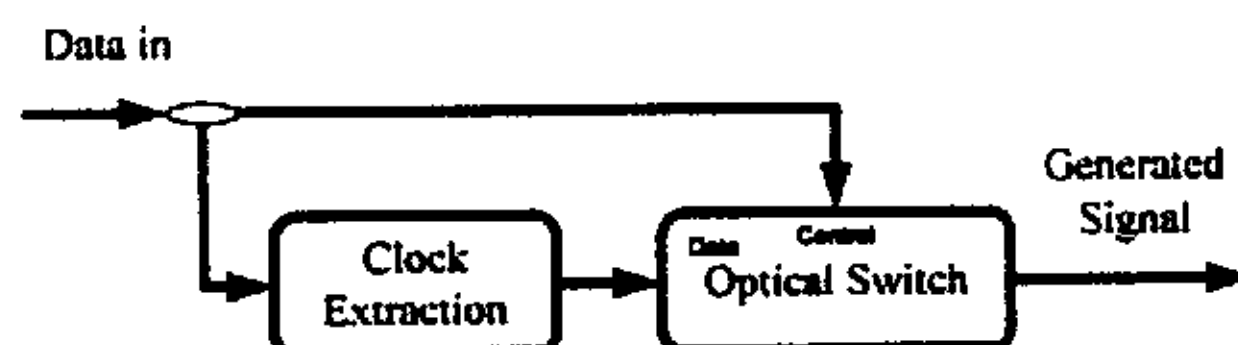 Data in
Generated
Signal
Clock
Extraction
Data
Control
Optical Switch